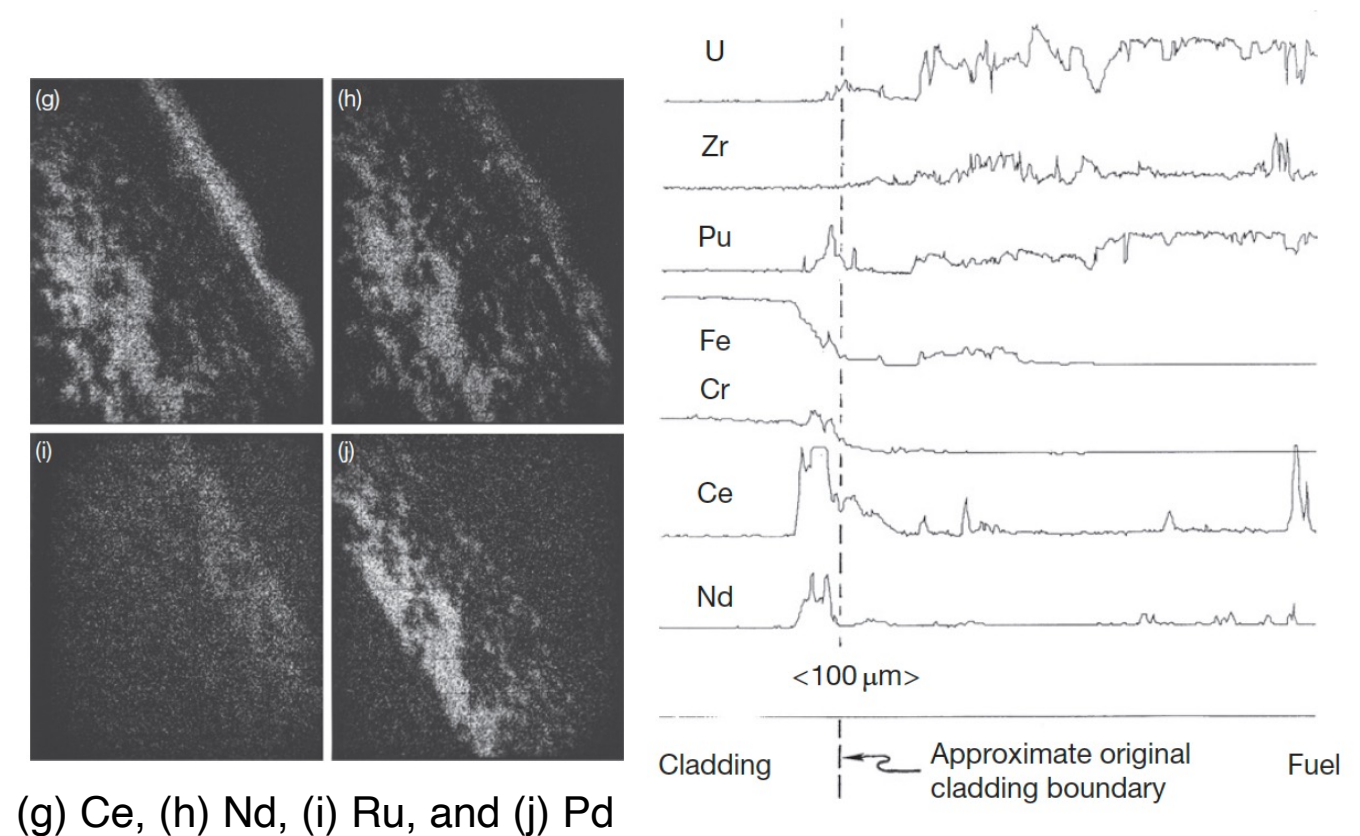 (g)
(h)
(i)
(j)
(g) Ce, (h) Nd, (i) Ru, and (j) Pd
U
Zr
Pu
Fe
Cr
Ce
Nd
<100 μm>
Cladding
Approximate original
cladding boundary
Fuel